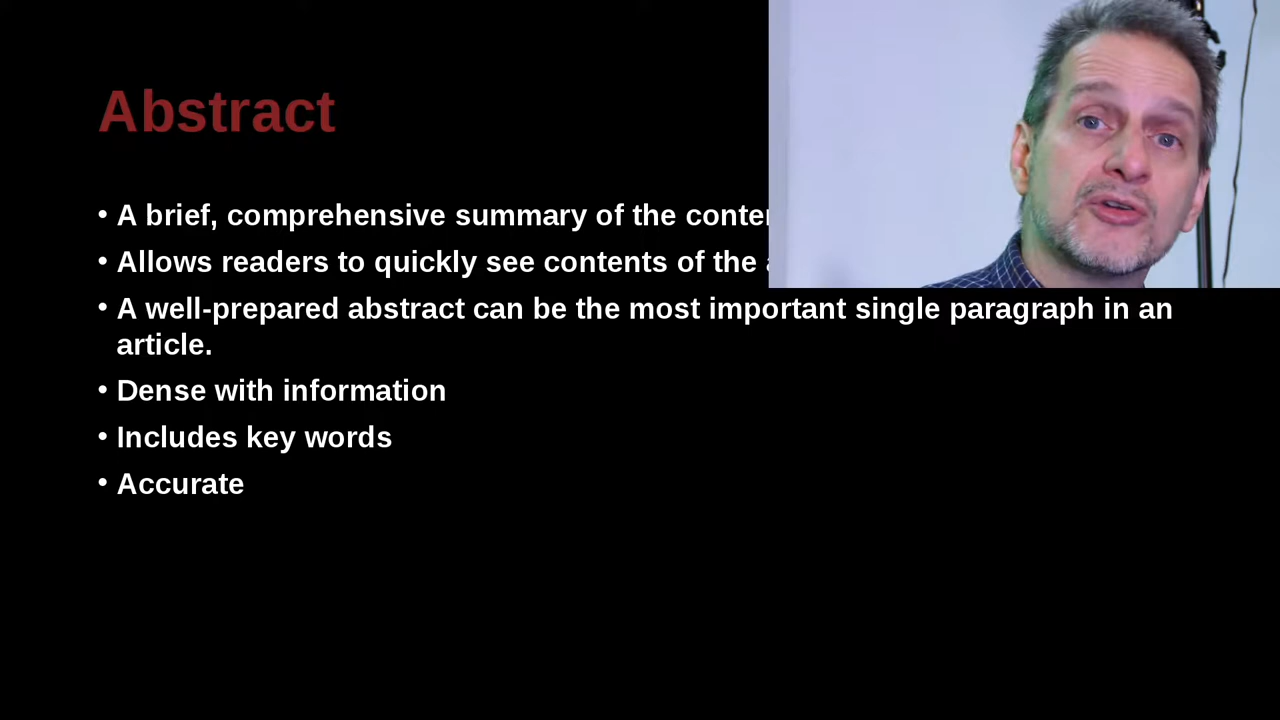 Abstract
• A brief, comprehensive summary of the
• Allows readers to quickly see contents of the
• A well-prepared abstract can be the most important single paragraph in an
article.
• Dense with information
• Includes key words
• Accurate